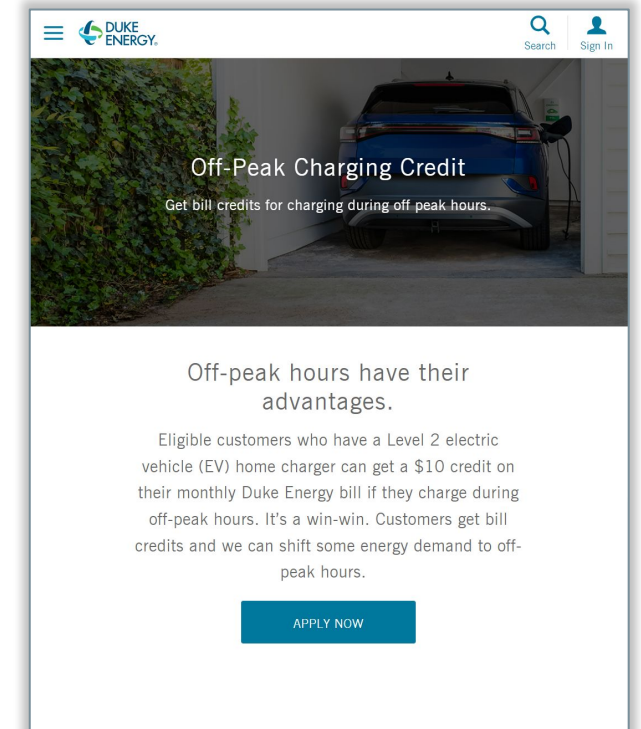 DUKE
ENERGY®
Search
Sign In
Off-Peak Charging Credit
Get bill credits for charging during off peak hours.
Off-peak hours have their
advantages.
Eligible customers who have a Level 2 electric
vehicle (EV) home charger can get a $10 credit on
their monthly Duke Energy bill if they charge during
off-peak hours. It's a win-win. Customers get bill
credits and we can shift some energy demand to off-
peak hours.
APPLY NOW